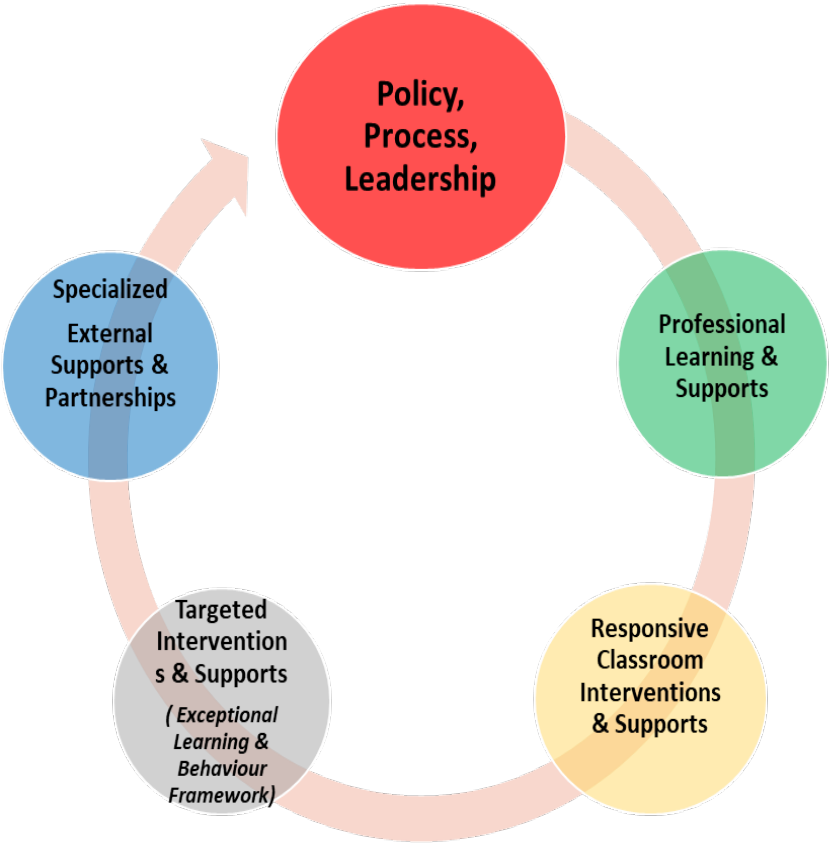 Policy,
Process,
Leadership
Professional
Learning &
Supports
Responsive
Classroom
Interventions
& Supports
Targeted
Intervention
s & Supports
( Exceptional
Learning &
Behaviour
Framework)
Specialized
External
Supports &
Partnerships